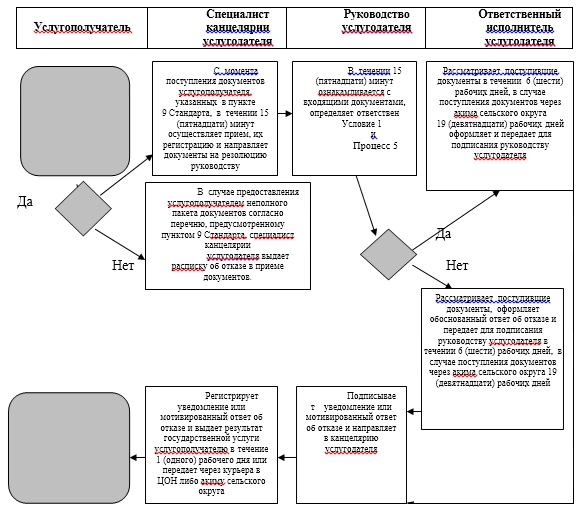 Услугополучатель
Специалист
канцелярии
услугодателя
Руководство
услугодателя
Ответственный
исполнитель
услугодателя
С момента
поступления документов
услугополучателя,
указанных в пункте
9 Стандарта, в течении 15
(пятнадцати) минут
осуществляет прием, их
регистрацию и направляет
документы на резолюцию
руководству
В течении 15
(пятнадцати) минут
ознакамливается с
входящими документами,
определяет ответствен
Условие 1
и
Процесс 5
Рассматривает поступившие
документы в течении 6 (шести)
рабочих дней, в случае
поступления документов через
акима сельского округа
19 (девятнадцати) рабочих дней
оформляет и передает для
подписания руководству
услугодателя
Да
Нет
В случае предоставления
услугополучателем неполного
пакета документов согласно
перечню, предусмотренному
пунктом 9 Стандарта, специалист
канцелярии
услугодателя выдает
расписку об отказе в приеме
документов.
Да
Нет
Рассматривает поступившие
документы, оформляет
обоснованный ответ об отказе и
передает для подписания
руководству услугодателя в
течении 6 (шести) рабочих дней, в
случае поступления документов
через акима сельского округа 19
(девятнадцати) рабочих дней
Регистрирует
уведомление или
мотивированный ответ об
отказе и выдает результат
государственной услуги
услугополучателю в течение
1 (одного) рабочего дня или
передает через курьера в
ЦОН либо акиму сельского
округа
Подписывае
т уведомление или
мотивированный ответ
об отказе и направляет
в канцелярию
услугодателя